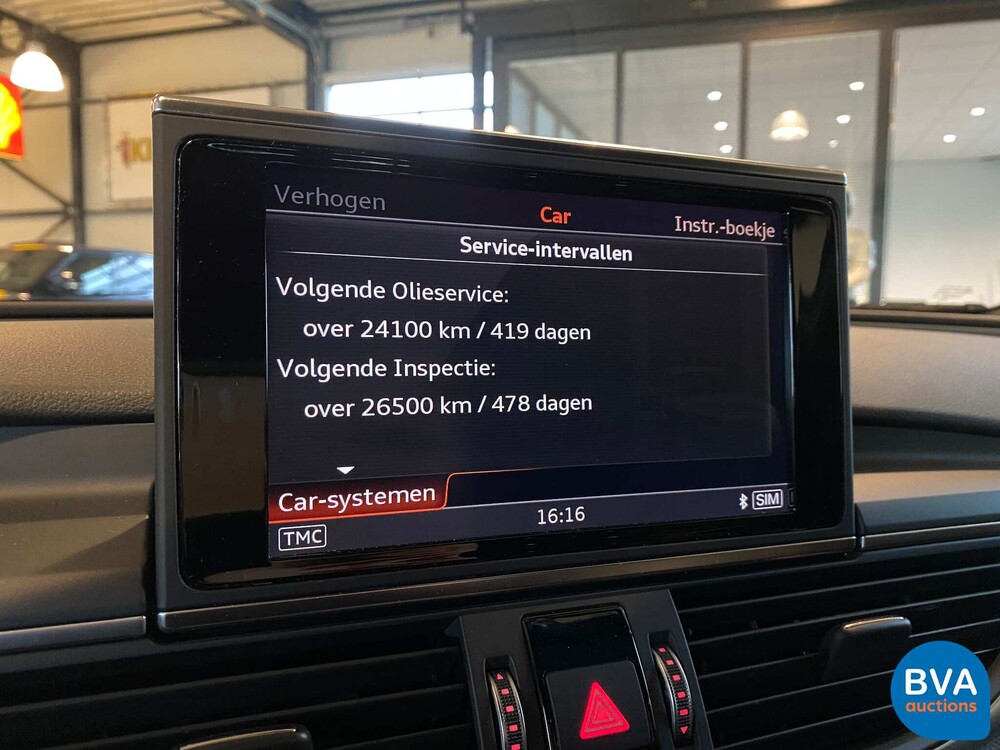 Verhogen
Car
Instr.-boekje
Service-intervallen
Volgende Olieservice:
over 24100 km / 419 dagen
Volgende Inspectie:
over 26500 km / 478 dagen
Car-systemen
TMC
16:16
SIM
BVA
auctions